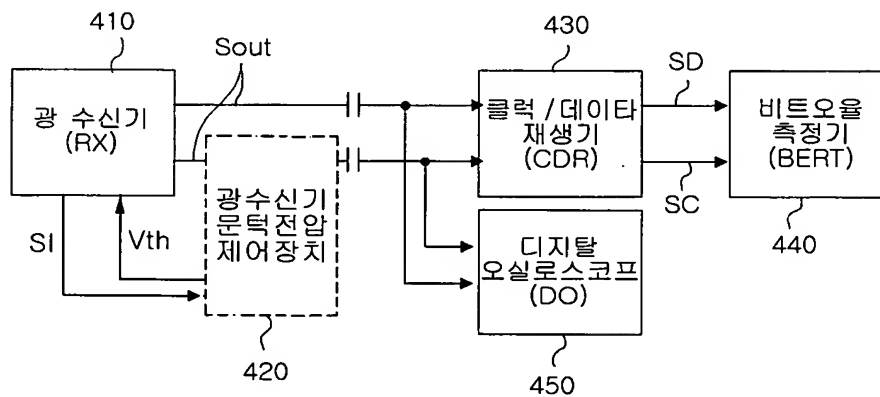 410
Sout
430
광 수신기
(RX)
클럭/데이타
재생기
(CDR)
SD
SC
비트오율
측정기
(BERT)
440
SI
Vth
광수신기
문턱전압
제어장치
420
디지탈
오실로스코프
(DO)
450